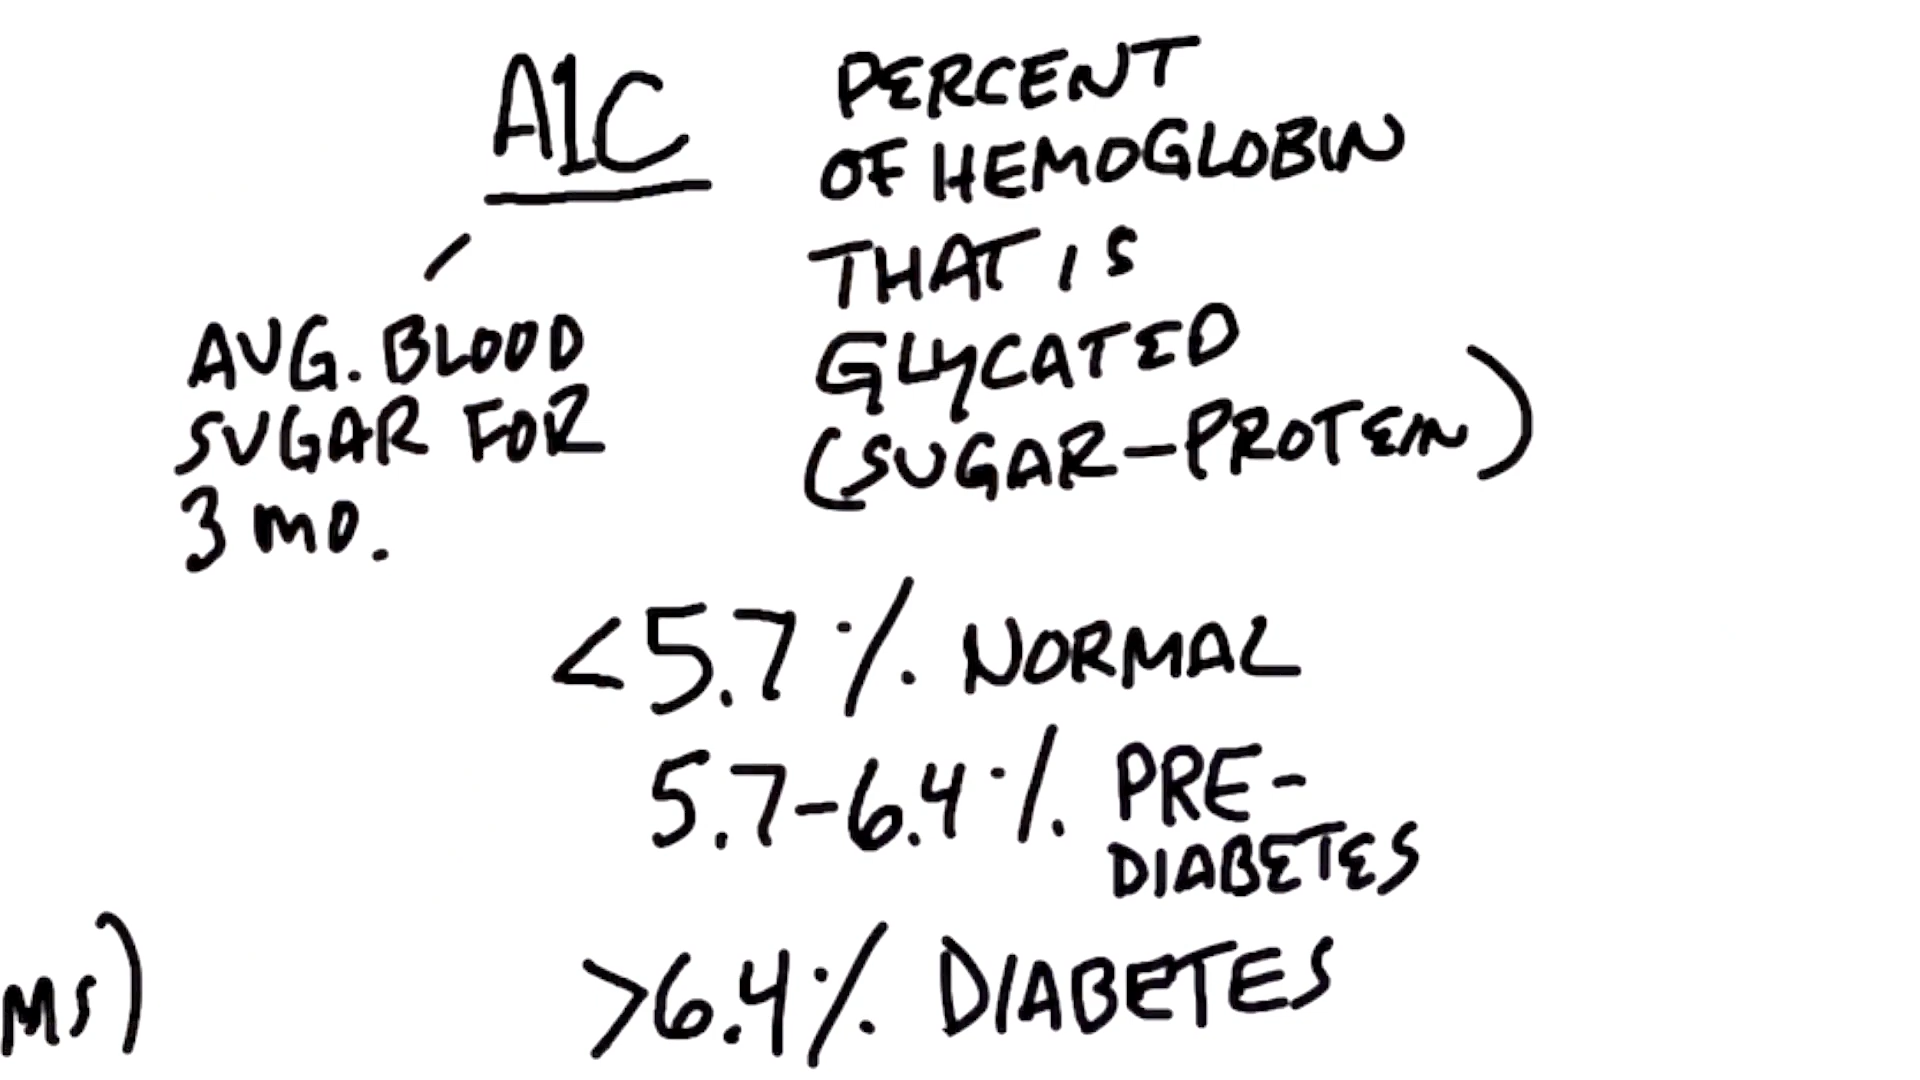 A1C
AVG. BLOOD
SUGAR FOR
3 MO.
PERCENT
OF HEMOGLOBIN
THAT IS
GLYCATED
(SUGAR-PROTEIN)
<5.7% NORMAL
5.7-6.4% PRE-
DIABETES
>6.4% DIABETES
MS)